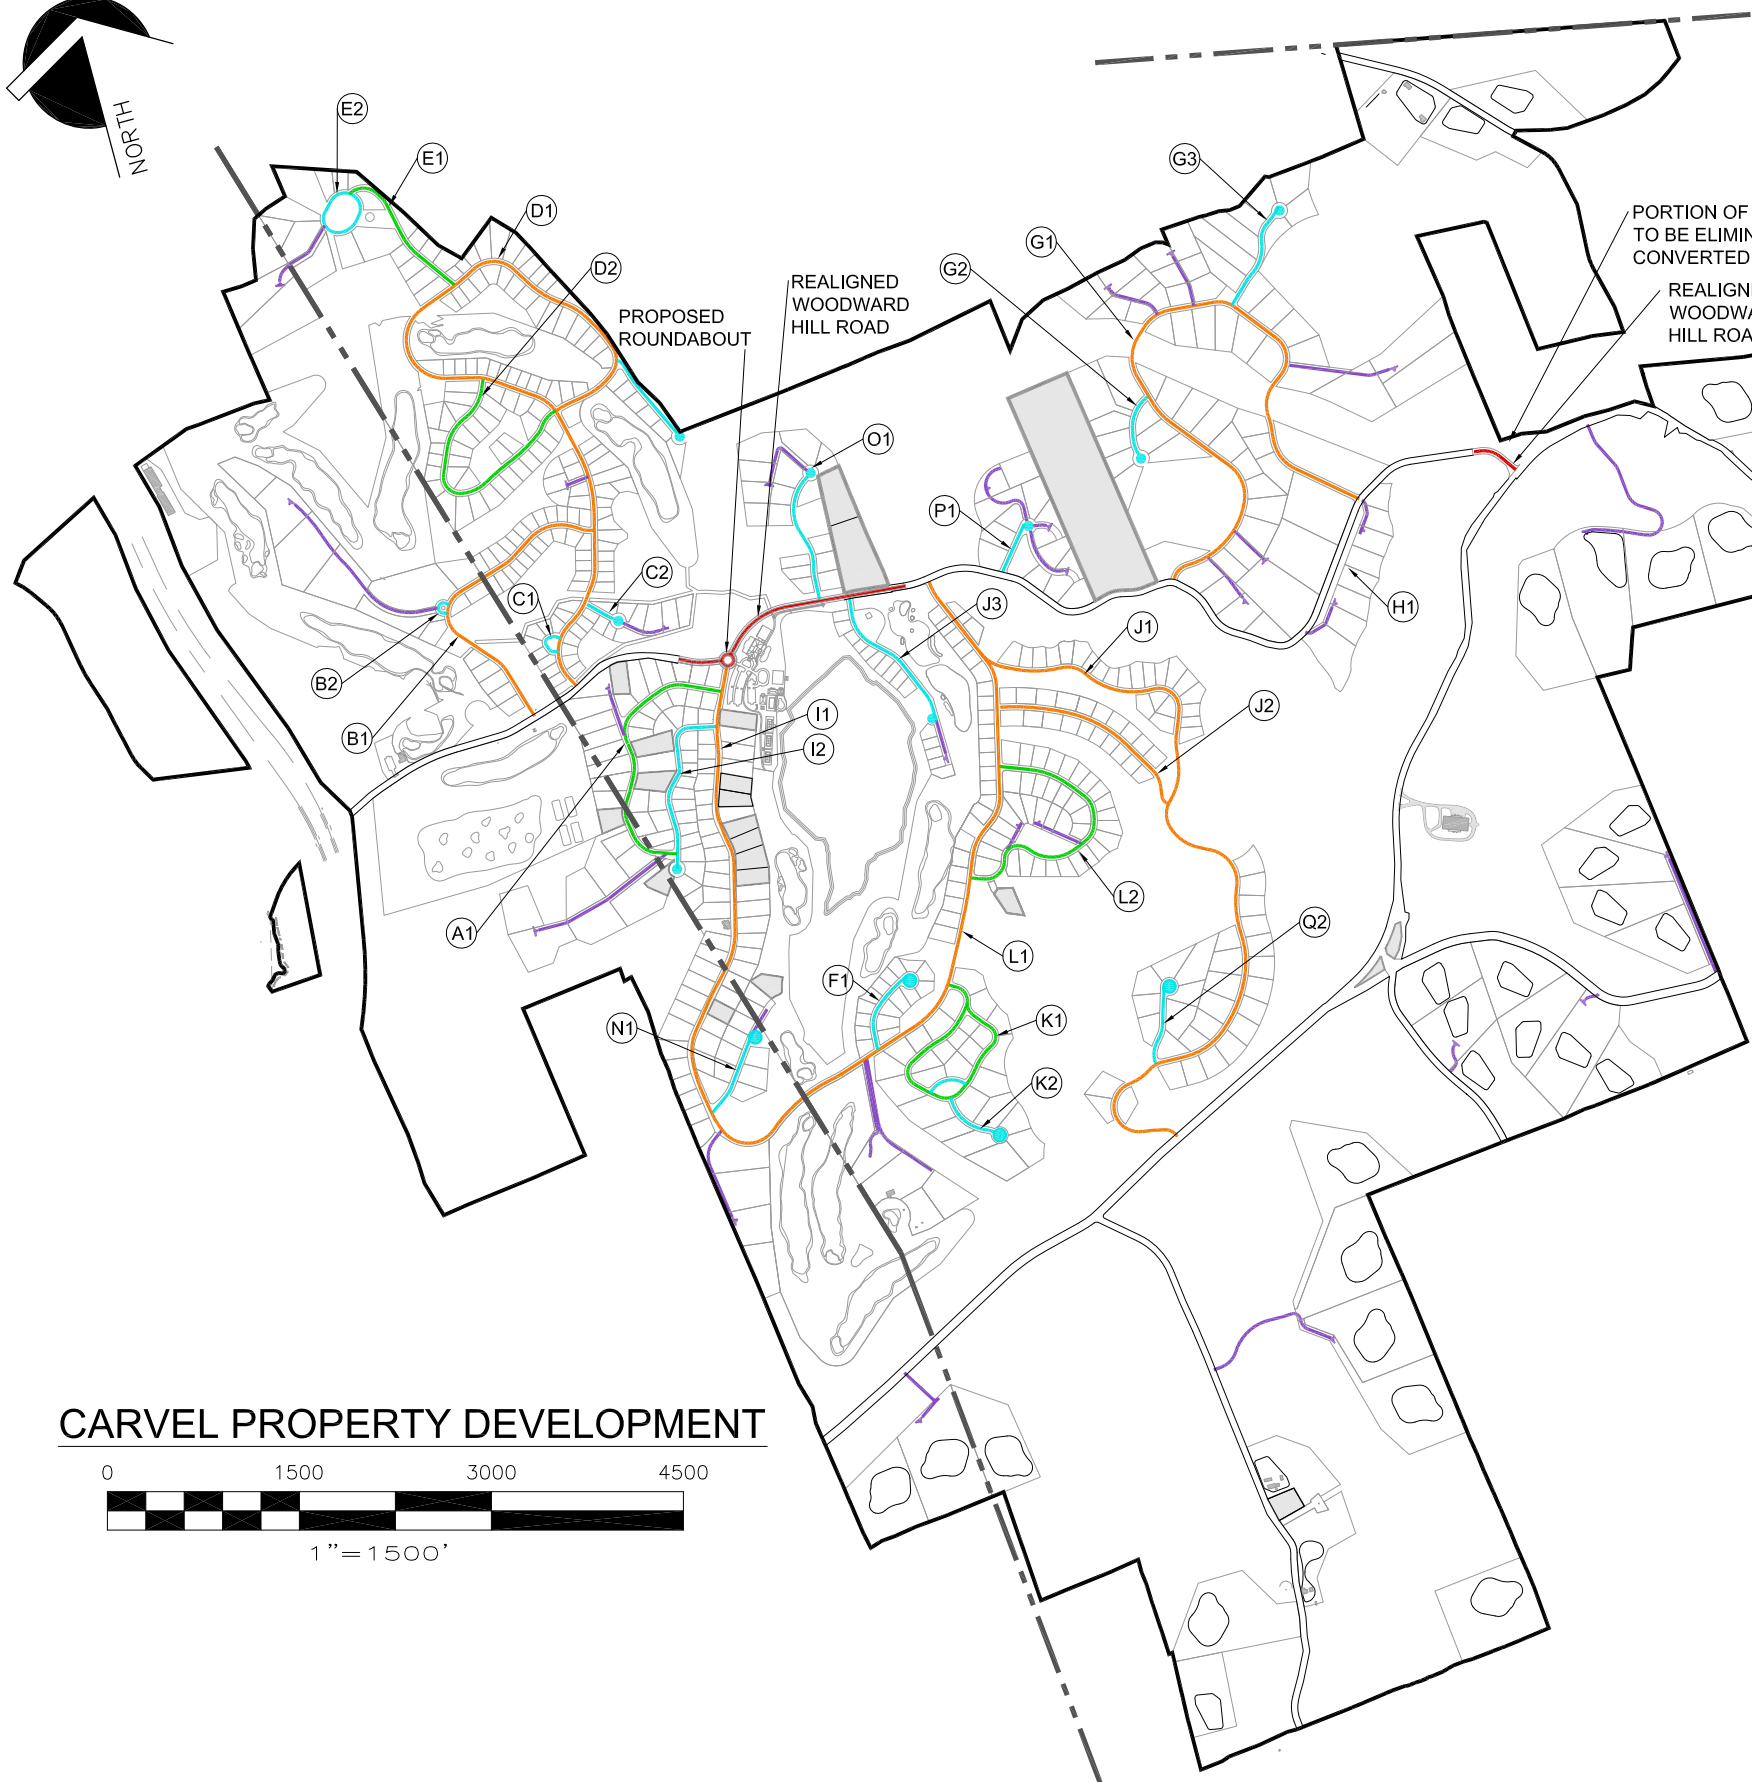 NORTH
E2
E1
D1
D2
PROPOSED
ROUNDABOUT
REALIGNED
WOODWARD
HILL ROAD
G3
G1
G2
PORTION OF
TO BE ELIMIN
CONVERTED
REALIGN
WOODWA
HILL ROA
O1
P1
C2
C1
J3
H1
J1
B2
B1
J2
I1
I2
A1
L2
L1
Q2
F1
N1
K1
K2
CARVEL PROPERTY DEVELOPMENT
0 1500 3000 4500
1"=1500'